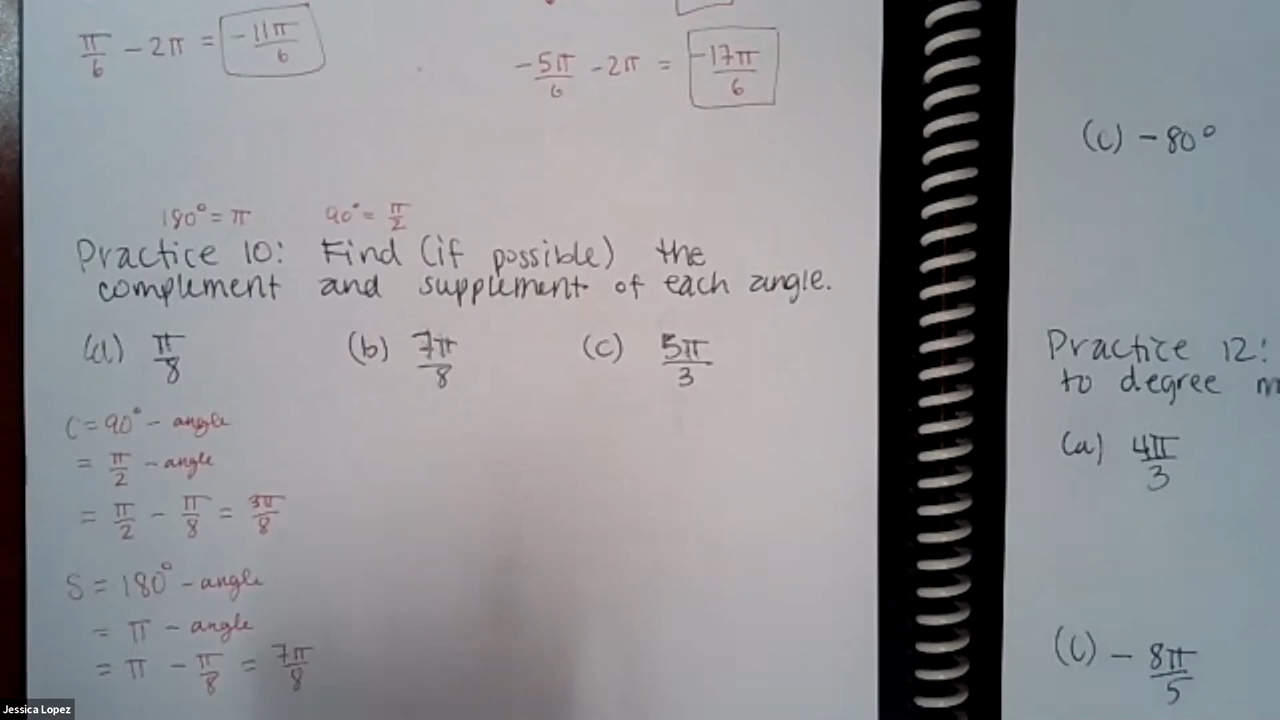 π/6 - 2π = -11π/6
-5π/6 - 2π = -17π/6
180° = π 90° = π/2
Practice 10: Find (if possible) the
complement and supplement of each angle.
(a) π/8 (b) 7π/8 (c) 5π/3
C = 90° - angle
= π/2 - angle
= π/2 - π/8 = 3π/8
S = 180° - angle
= π - angle
= π - π/8 = 7π/8
(c) -80°
Practice 12:
to degree
(a) 4π/3
(c) - 8π/5
Jessica Lopez